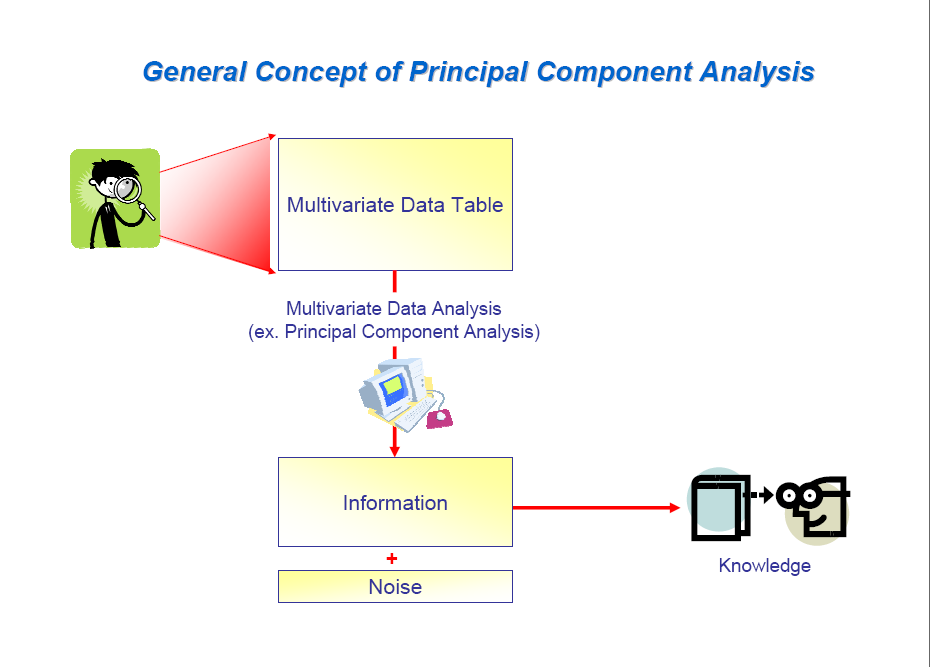 General Concept of Principal Component Analysis
Multivariate Data Table
Multivariate Data Analysis
(ex. Principal Component Analysis)
Information
+
Noise
Knowledge